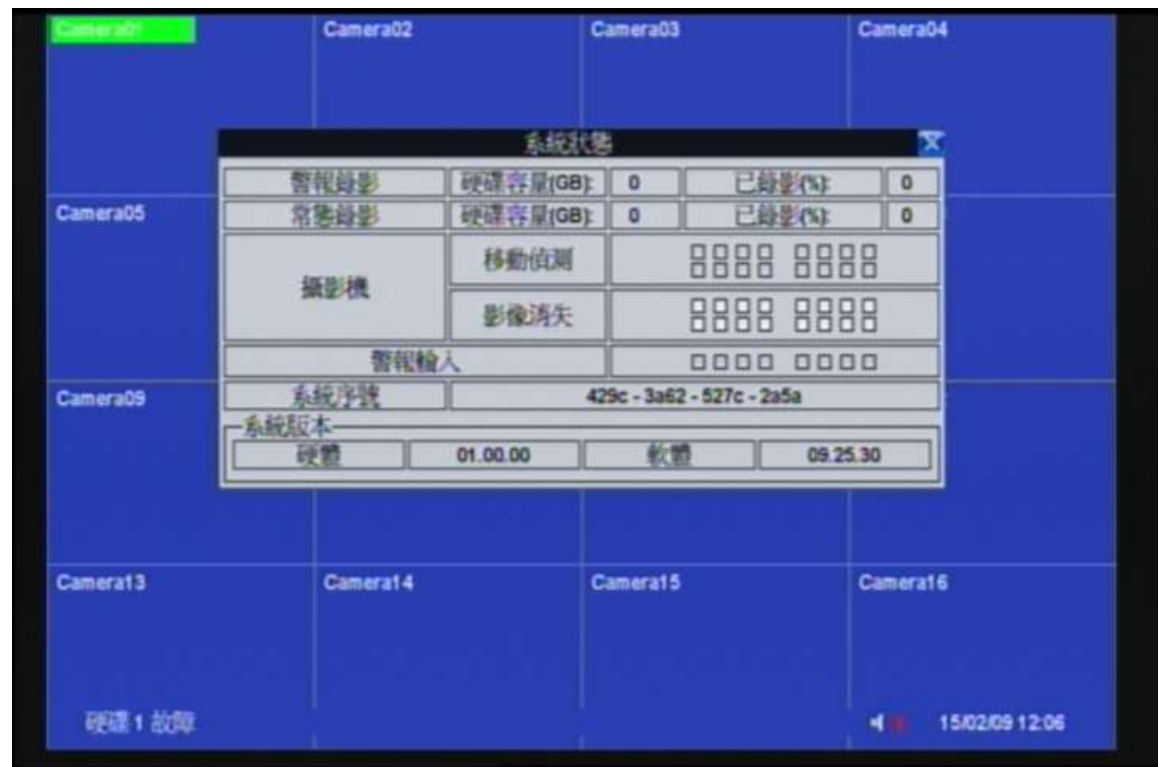 Camera01 Camera02 Camera03 Camera04
系統狀態
警報錄影 硬碟容量(GB): 0 已錄影(%): 0
Camera05
常態錄影 硬碟容量(GB): 0 已錄影(%): 0
攝影機 移動偵測
影像消失
警報輸入
Camera09
系統序號 429c - 3a62 - 527c - 2a5a
系統版本
硬體 01.00.00 軟體 09.25.30
Camera13 Camera14 Camera15 Camera16
硬碟 1 故障 15/02/09 12:06